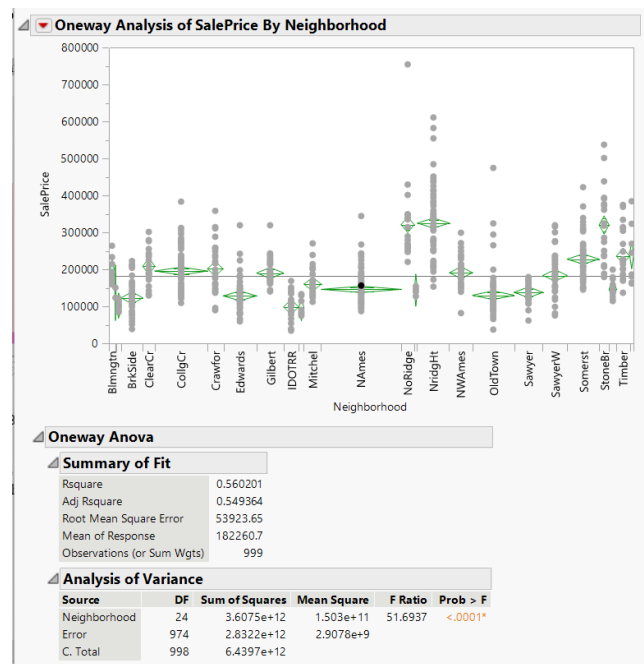 Oneway Analysis of SalePrice By Neighborhood
800000
700000
600000
500000
400000
300000
200000
100000
0
SalePrice
Blmngtn
BrkSide
ClearCr
CollgCr
Crawfor
Edwards
Gilbert
IDOTRR
Mitchel
NAmes
NoRidge
NridgHt
NWAmes
OldTown
Sawyer
SawyerW
Somerst
StoneBr
Timber
Neighborhood
Oneway Anova
Summary of Fit
Rsquare 0.560201
Adj Rsquare 0.549364
Root Mean Square Error 53923.65
Mean of Response 182260.7
Observations (or Sum Wgts) 999
Analysis of Variance
Source DF Sum of Squares Mean Square F Ratio Prob > F
Neighborhood 24 3.6075e+12 1.503e+11 51.6937 <.0001*
Error 974 2.8322e+12 2.9078e+9
C. Total 998 6.4397e+12